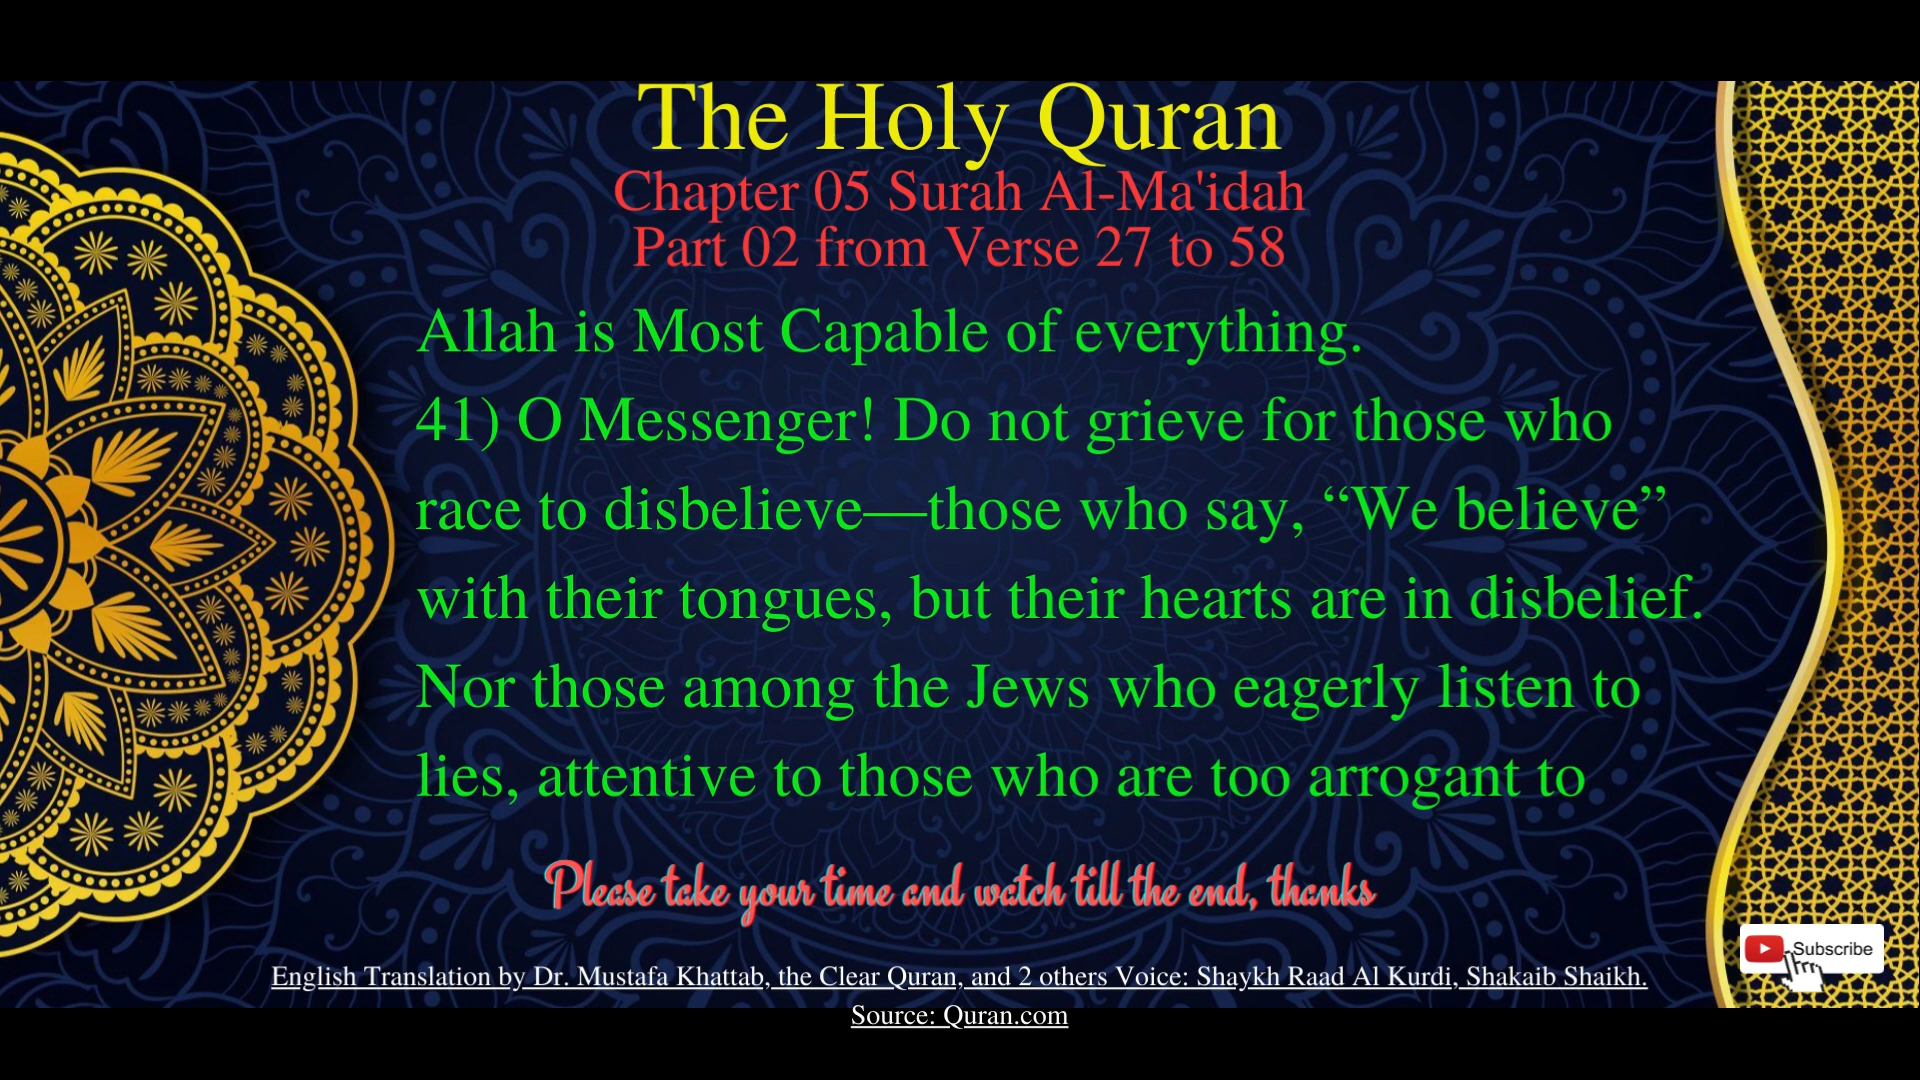 The Holy Quran
Chapter 05 Surah Al-Ma'idah
Part 02 from Verse 27 to 58
Allah is Most Capable of everything.
41) O Messenger! Do not grieve for those who
race to disbelieve—those who say, “We believe”
with their tongues, but their hearts are in disbelief.
Nor those among the Jews who eagerly listen to
lies, attentive to those who are too arrogant to
Please take your time and watch till the end, thanks
Subscribe
English Translation by Dr. Mustafa Khattab, the Clear Quran, and 2 others Voice: Shaykh Raad Al Kurdi, Shakaib Shaikh.
Source: Quran.com